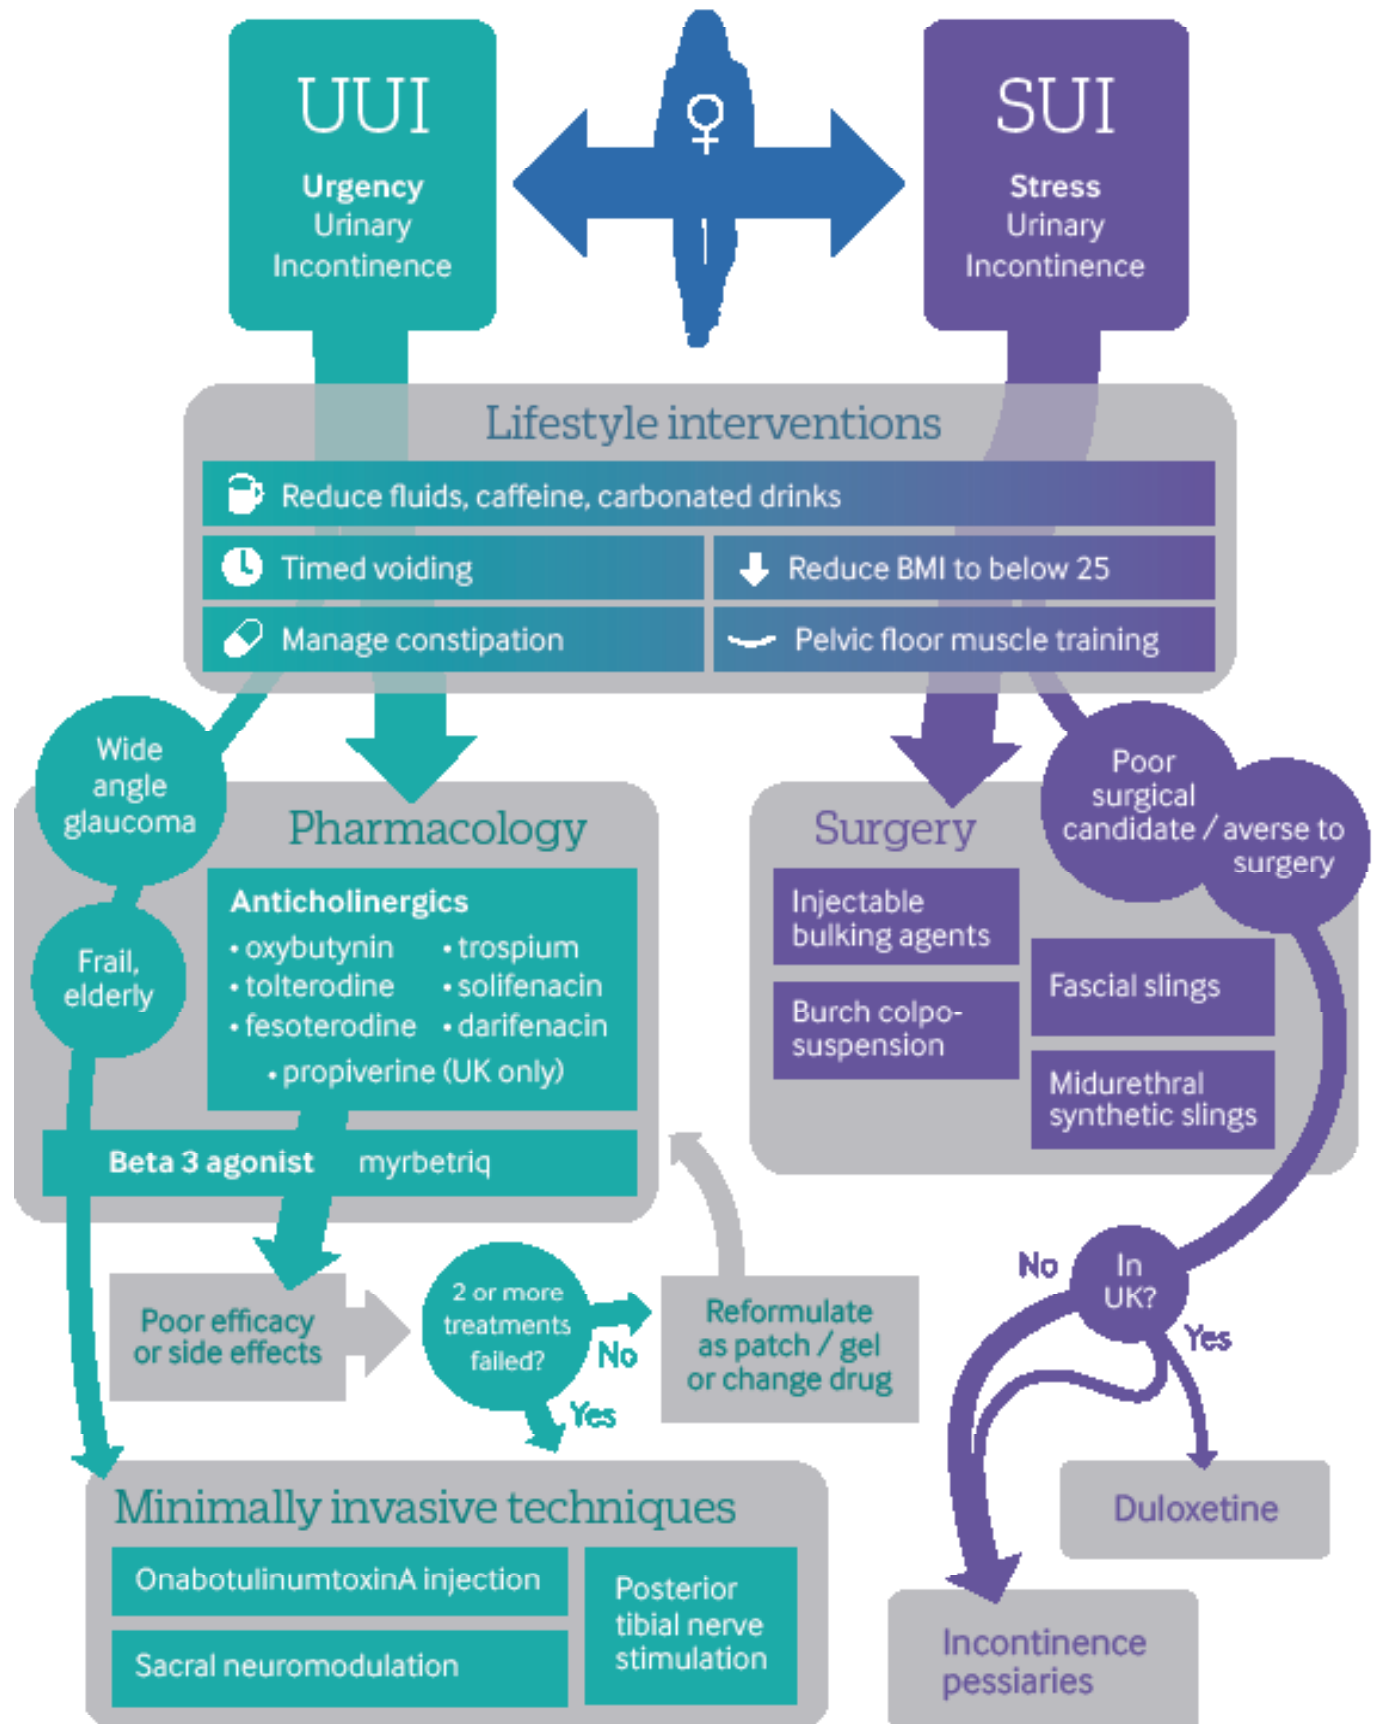 UUI
Urgency
Urinary
Incontinence
SUI
Stress
Urinary
Incontinence
Lifestyle interventions
Reduce fluids, caffeine, carbonated drinks
Timed voiding
Reduce BMI to below 25
Manage constipation
Pelvic floor muscle training
Wide
angle
glaucoma
Frail,
elderly
Pharmacology
Anticholinergics
• oxybutynin
• trospium
• tolterodine
• solifenacin
• fesoterodine
• darifenacin
• propiverine (UK only)
Beta 3 agonist myrbetriq
Surgery
Poor
surgical
candidate / averse to
surgery
Injectable
bulking agents
Burch colpo-
suspension
Fascial slings
Midurethral
synthetic slings
Poor efficacy
or side effects
2 or more
treatments
failed?
No
Yes
Reformulate
as patch / gel
or change drug
No
In
UK?
Yes
Minimally invasive techniques
OnabotulinumtoxinA injection
Sacral neuromodulation
Posterior
tibial nerve
stimulation
Duloxetine
Incontinence
pessiaries